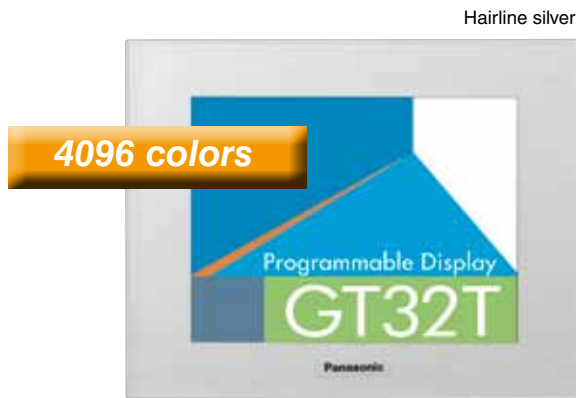 Hairline silver
4096 colors
Programmable Display
GT32T
Panasonic